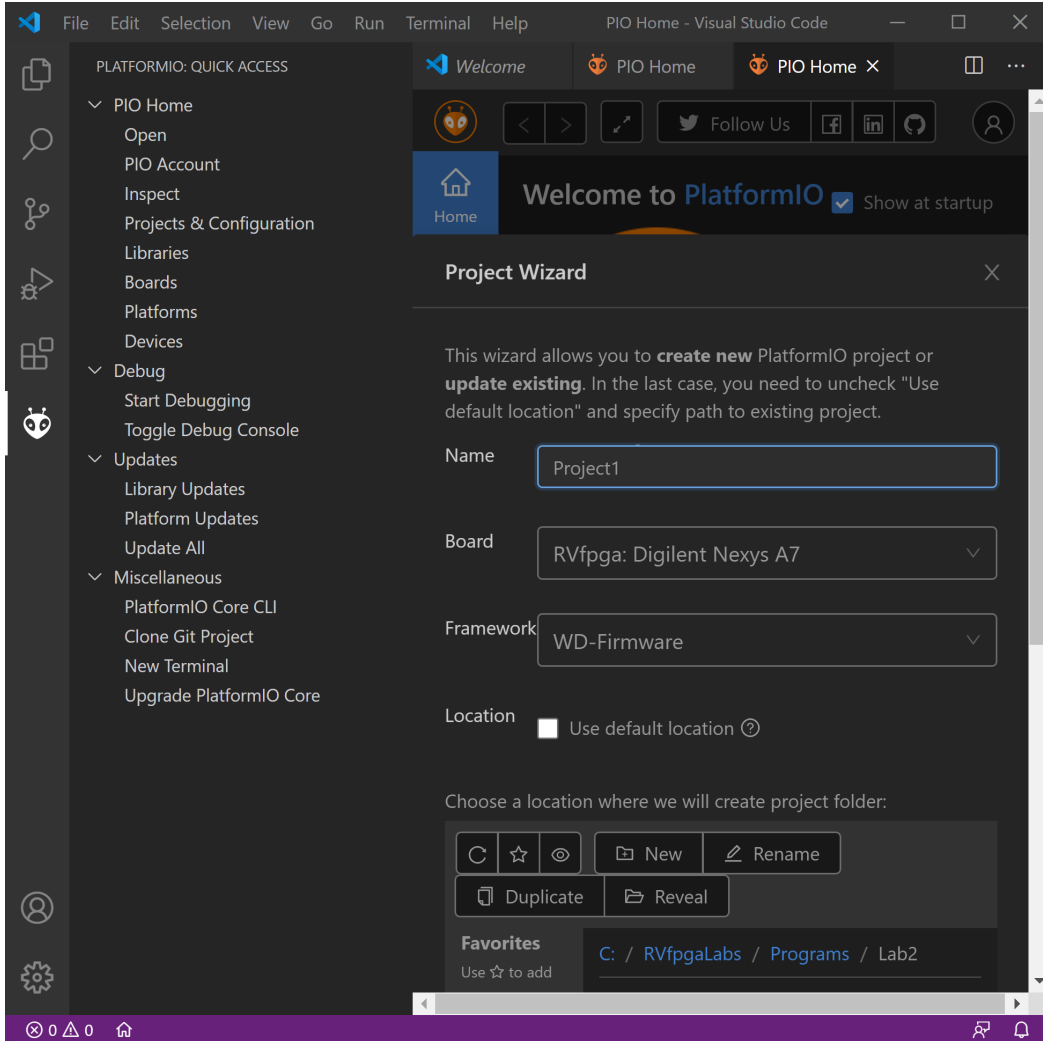 File Edit Selection View Go Run Terminal Help PIO Home - Visual Studio Code
PLATFORMIO: QUICK ACCESS
PIO Home
Open
PIO Account
Inspect
Projects & Configuration
Libraries
Boards
Platforms
Devices
Debug
Start Debugging
Toggle Debug Console
Updates
Library Updates
Platform Updates
Update All
Miscellaneous
PlatformIO Core CLI
Clone Git Project
New Terminal
Upgrade PlatformIO Core
Welcome PIO Home PIO Home
Follow Us
Home
Welcome to PlatformIO Show at startup
Project Wizard
This wizard allows you to create new PlatformIO project or
update existing. In the last case, you need to uncheck "Use
default location" and specify path to existing project.
Name Project1
Board RVfpga: Digilent Nexys A7
Framework WD-Firmware
Location Use default location
Choose a location where we will create project folder:
New Rename
Duplicate Reveal
Favorites
Use ☆ to add
C: / RVfpgaLabs / Programs / Lab2
0 0